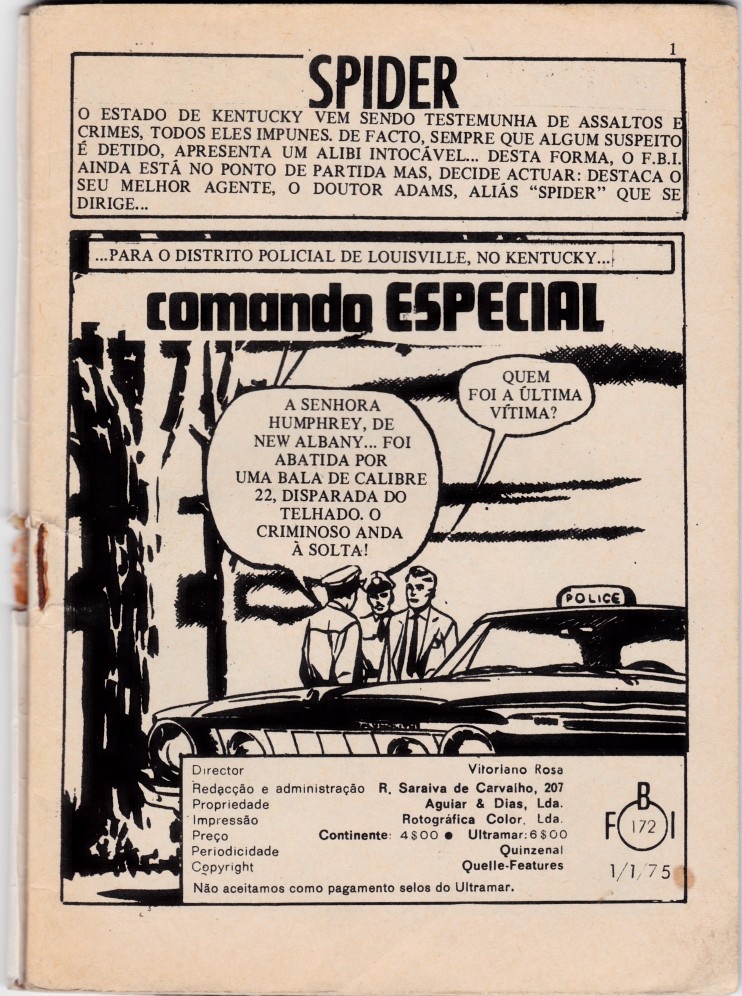 1
SPIDER
O ESTADO DE KENTUCKY VEM SENDO TESTEMUNHA DE ASSALTOS E
CRIMES, TODOS ELES IMPUNES. DE FACTO, SEMPRE QUE ALGUM SUSPEITO
É DETIDO, APRESENTA UM ALIBI INTOCÁVEL... DESTA FORMA, O F.B.I.
AINDA ESTÁ NO PONTO DE PARTIDA MAS, DECIDE ACTUAR: DESTACA O
SEU MELHOR AGENTE, O DOUTOR ADAMS, ALIÁS “SPIDER” QUE SE
DIRIGE...
...PARA O DISTRITO POLICIAL DE LOUISVILLE, NO KENTUCKY...
comando ESPECIAL
A SENHORA
HUMPHREY, DE
NEW ALBANY... FOI
ABATIDA POR
UMA BALA DE CALIBRE
22, DISPARADA DO
TELHADO. O
CRIMINOSO ANDA
À SOLTA!
QUEM
FOI A ÚLTIMA
VÍTIMA?
POLICE
Director Vitoriano Rosa
Redacção e administração R. Saraiva de Carvalho, 207
Propriedade Aguiar & Dias, Lda.
Impressão Rotográfica Color, Lda.
Preço Continente: 4$00 ● Ultramar: 6$00
Periodicidade Quinzenal
Copyright Quelle-Features
Não aceitamos como pagamento selos do Ultramar.
B
F 172 I
1/1/75